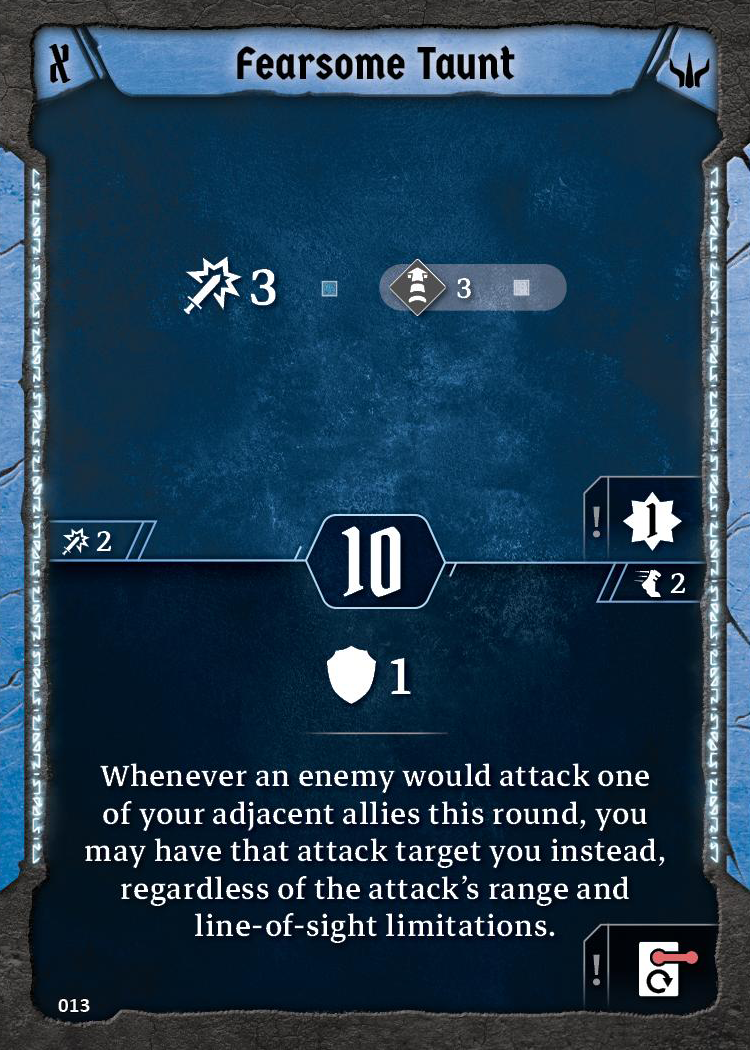 א Fearsome Taunt
3 3
! 1
2
10
2
1
Whenever an enemy would attack one
of your adjacent allies this round, you
may have that attack target you instead,
regardless of the attack's range and
line-of-sight limitations.
!
013